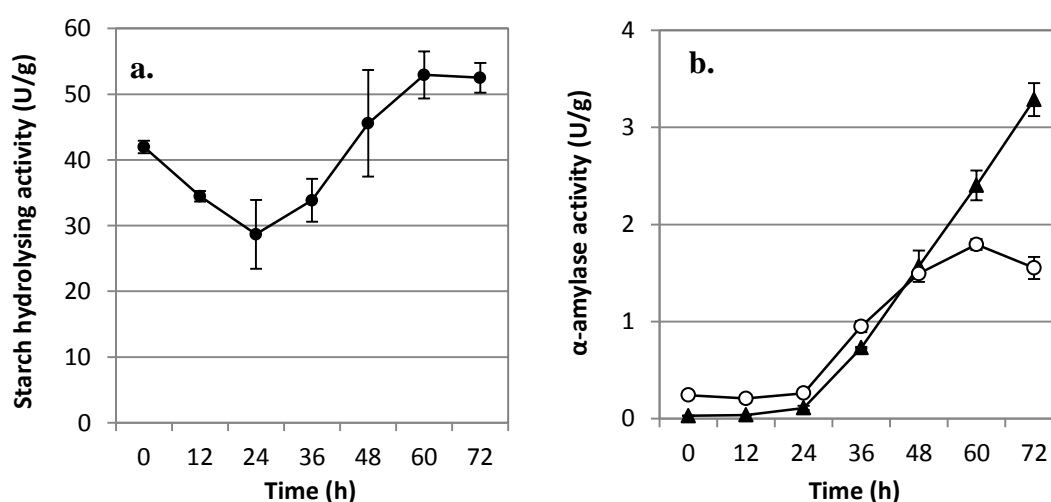 a.
Starch hydrolysing activity (U/g)
60
50
40
30
20
10
0
0 12 24 36 48 60 72
Time (h)
b.
α-amylase activity (U/g)
4
3
2
1
0
0 12 24 36 48 60 72
Time (h)